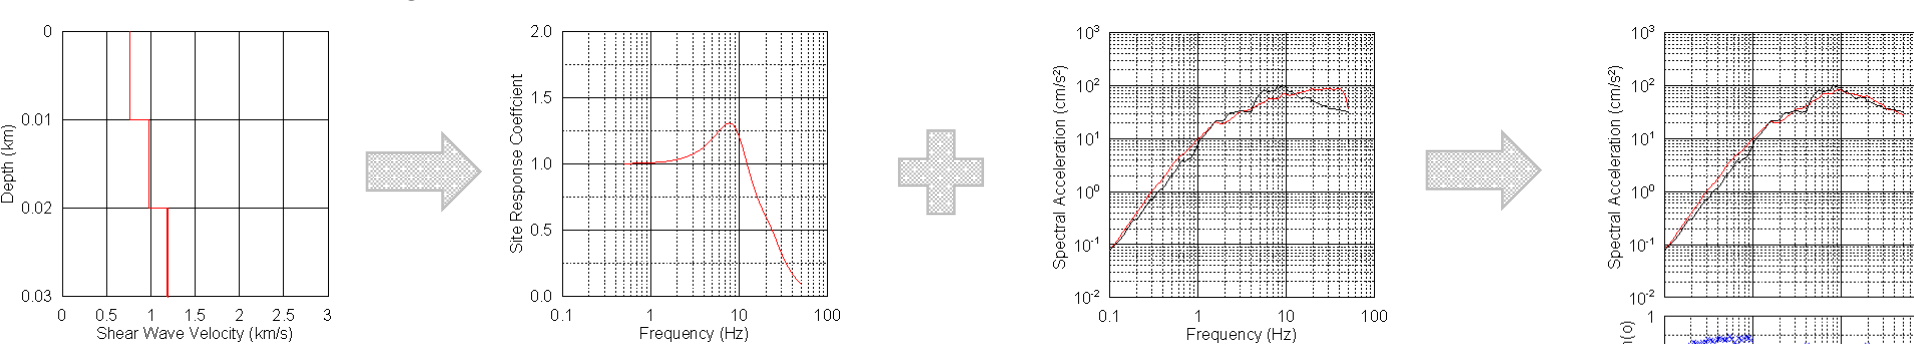 0
0.01
0.02
0.03
Depth (km)
0 0.5 1 1.5 2 2.5 3
Shear Wave Velocity (km/s)
2.0
1.5
1.0
0.5
0.0
Site Response Coeffcient
0.1 1 10 100
Frequency (Hz)
10³
10²
10¹
10⁰
10⁻¹
10⁻²
Spectral Acceleration (cm/s²)
0.1 1 10 100
Frequency (Hz)
10³
10²
10¹
10⁰
10⁻¹
10⁻²
Spectral Acceleration (cm/s²)
1